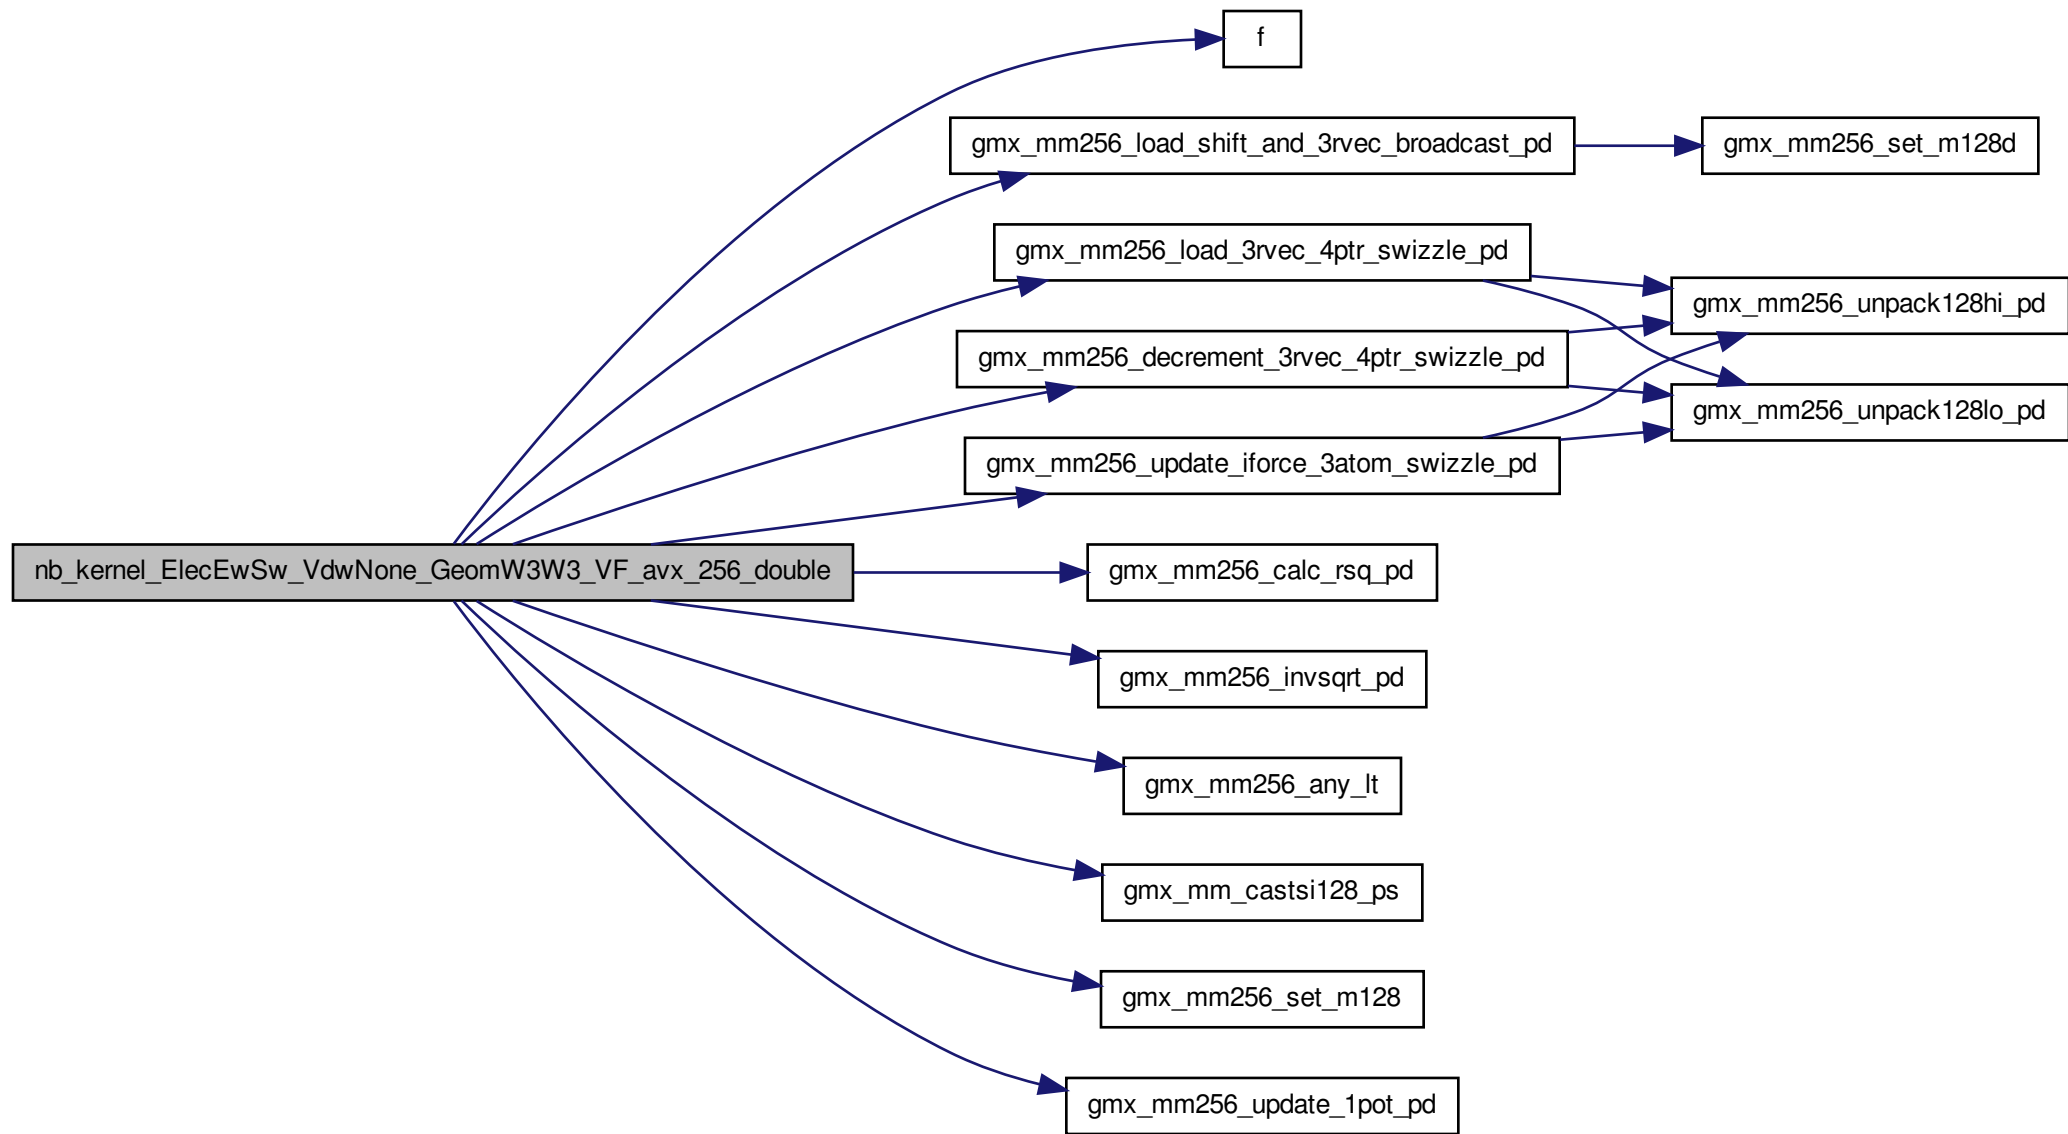 f
gmx_mm256_load_shift_and_3rvec_broadcast_pd
gmx_mm256_set_m128d
gmx_mm256_load_3rvec_4ptr_swizzle_pd
gmx_mm256_unpack128hi_pd
gmx_mm256_decrement_3rvec_4ptr_swizzle_pd
gmx_mm256_unpack128lo_pd
gmx_mm256_update_iforce_3atom_swizzle_pd
nb_kernel_ElecEwSw_VdwNone_GeomW3W3_VF_avx_256_double
gmx_mm256_calc_rsq_pd
gmx_mm256_invsqrt_pd
gmx_mm256_any_lt
gmx_mm_castsi128_ps
gmx_mm256_set_m128
gmx_mm256_update_1pot_pd